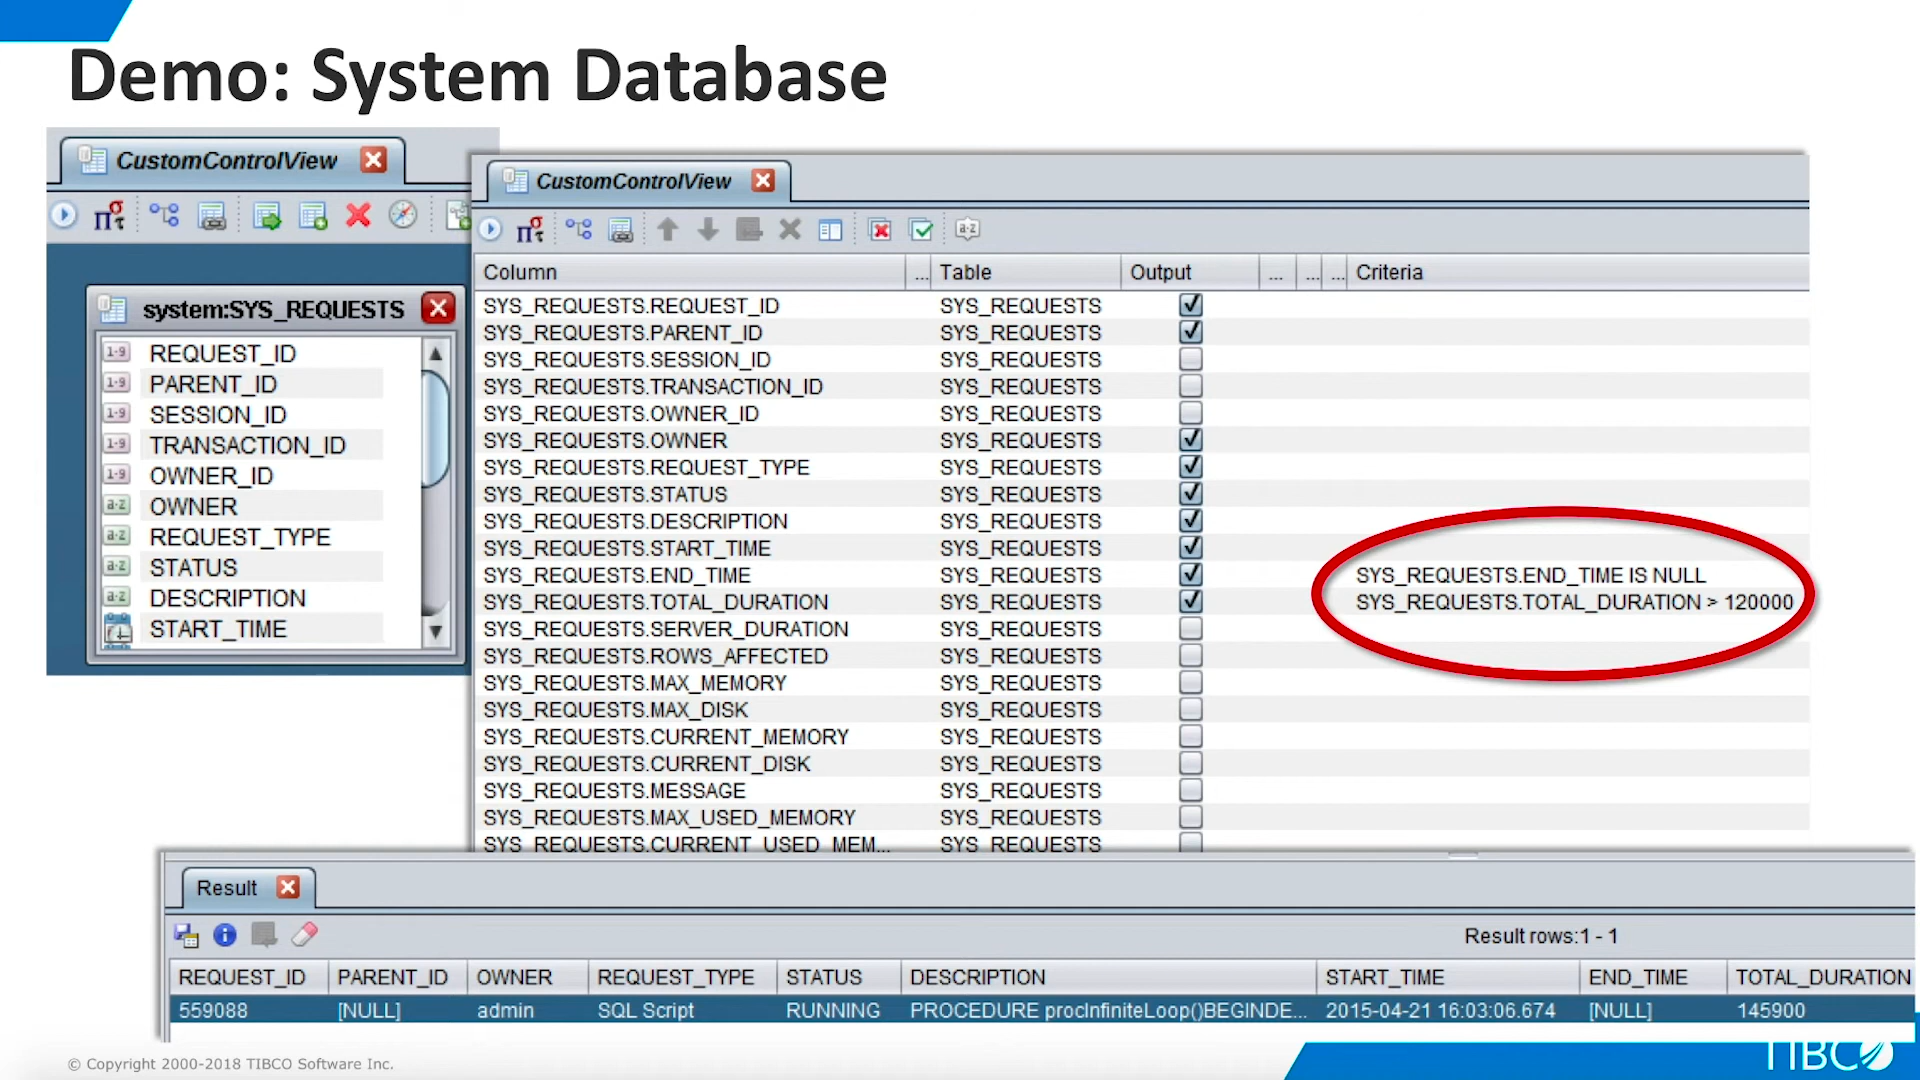 Demo: System Database
CustomControlView
system:SYS_REQUESTS
REQUEST_ID
PARENT_ID
SESSION_ID
TRANSACTION_ID
OWNER_ID
OWNER
REQUEST_TYPE
STATUS
DESCRIPTION
START_TIME
CustomControlView
Column ... Table Output ... ... ... Criteria
SYS_REQUESTS.REQUEST_ID SYS_REQUESTS
SYS_REQUESTS.PARENT_ID SYS_REQUESTS
SYS_REQUESTS.SESSION_ID SYS_REQUESTS
SYS_REQUESTS.TRANSACTION_ID SYS_REQUESTS
SYS_REQUESTS.OWNER_ID SYS_REQUESTS
SYS_REQUESTS.OWNER SYS_REQUESTS
SYS_REQUESTS.REQUEST_TYPE SYS_REQUESTS
SYS_REQUESTS.STATUS SYS_REQUESTS
SYS_REQUESTS.DESCRIPTION SYS_REQUESTS
SYS_REQUESTS.START_TIME SYS_REQUESTS
SYS_REQUESTS.END_TIME SYS_REQUESTS SYS_REQUESTS.END_TIME IS NULL
SYS_REQUESTS.TOTAL_DURATION SYS_REQUESTS SYS_REQUESTS.TOTAL_DURATION > 120000
SYS_REQUESTS.SERVER_DURATION SYS_REQUESTS
SYS_REQUESTS.ROWS_AFFECTED SYS_REQUESTS
SYS_REQUESTS.MAX_MEMORY SYS_REQUESTS
SYS_REQUESTS.MAX_DISK SYS_REQUESTS
SYS_REQUESTS.CURRENT_MEMORY SYS_REQUESTS
SYS_REQUESTS.CURRENT_DISK SYS_REQUESTS
SYS_REQUESTS.MESSAGE SYS_REQUESTS
SYS_REQUESTS.MAX_USED_MEMORY SYS_REQUESTS
SYS_REQUESTS.CURRENT_USED_MEM... SYS_REQUESTS
Result
Result rows:1 - 1
REQUEST_ID PARENT_ID OWNER REQUEST_TYPE STATUS DESCRIPTION START_TIME END_TIME TOTAL_DURATION
559088 [NULL] admin SQL Script RUNNING PROCEDURE procInfiniteLoop()BEGINDE... 2015-04-21 16:03:06.674 [NULL] 145900
© Copyright 2000-2018 TIBCO Software Inc.
TIBCO